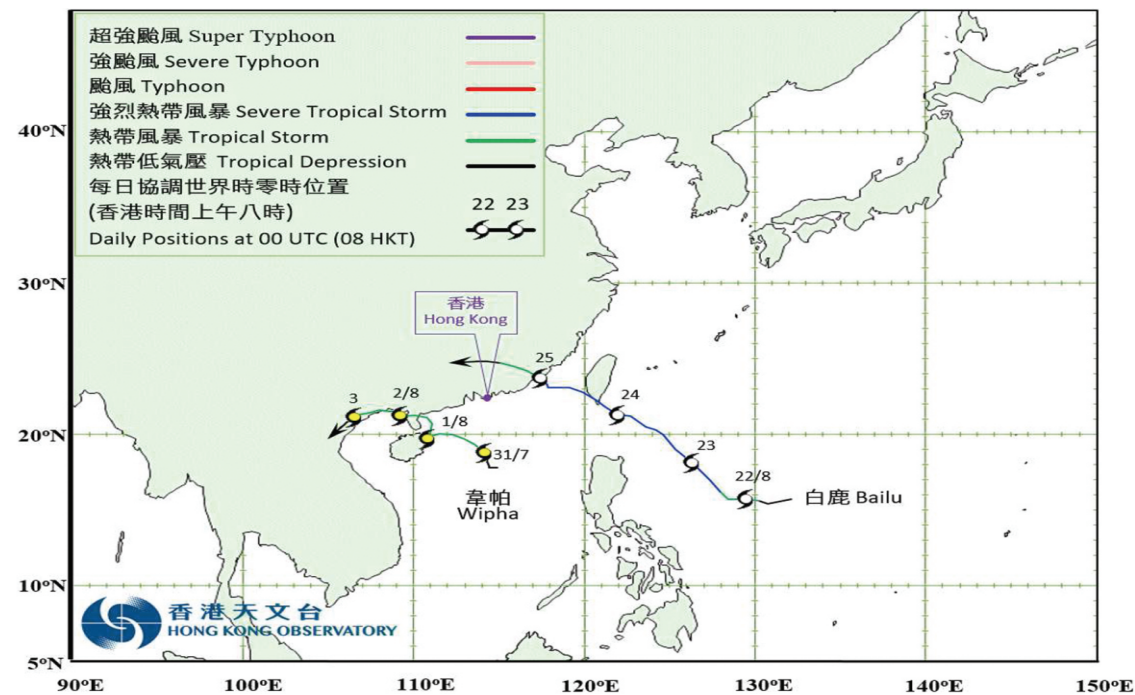 超強颱風 Super Typhoon
強颱風 Severe Typhoon
颱風 Typhoon
強烈熱帶風暴 Severe Tropical Storm
熱帶風暴 Tropical Storm
熱帶低氣壓 Tropical Depression
每日協調世界時零時位置
(香港時間上午八時)
Daily Positions at 00 UTC (08 HKT)
22 23
40°N
30°N
香港
Hong Kong
25
24
3
2/8
1/8
20°N
31/7
23
22/8
韋帕
Wipha
白鹿 Bailu
10°N
香港天文台
HONG KONG OBSERVATORY
5°N
90°E 100°E 110°E 120°E 130°E 140°E 150°E